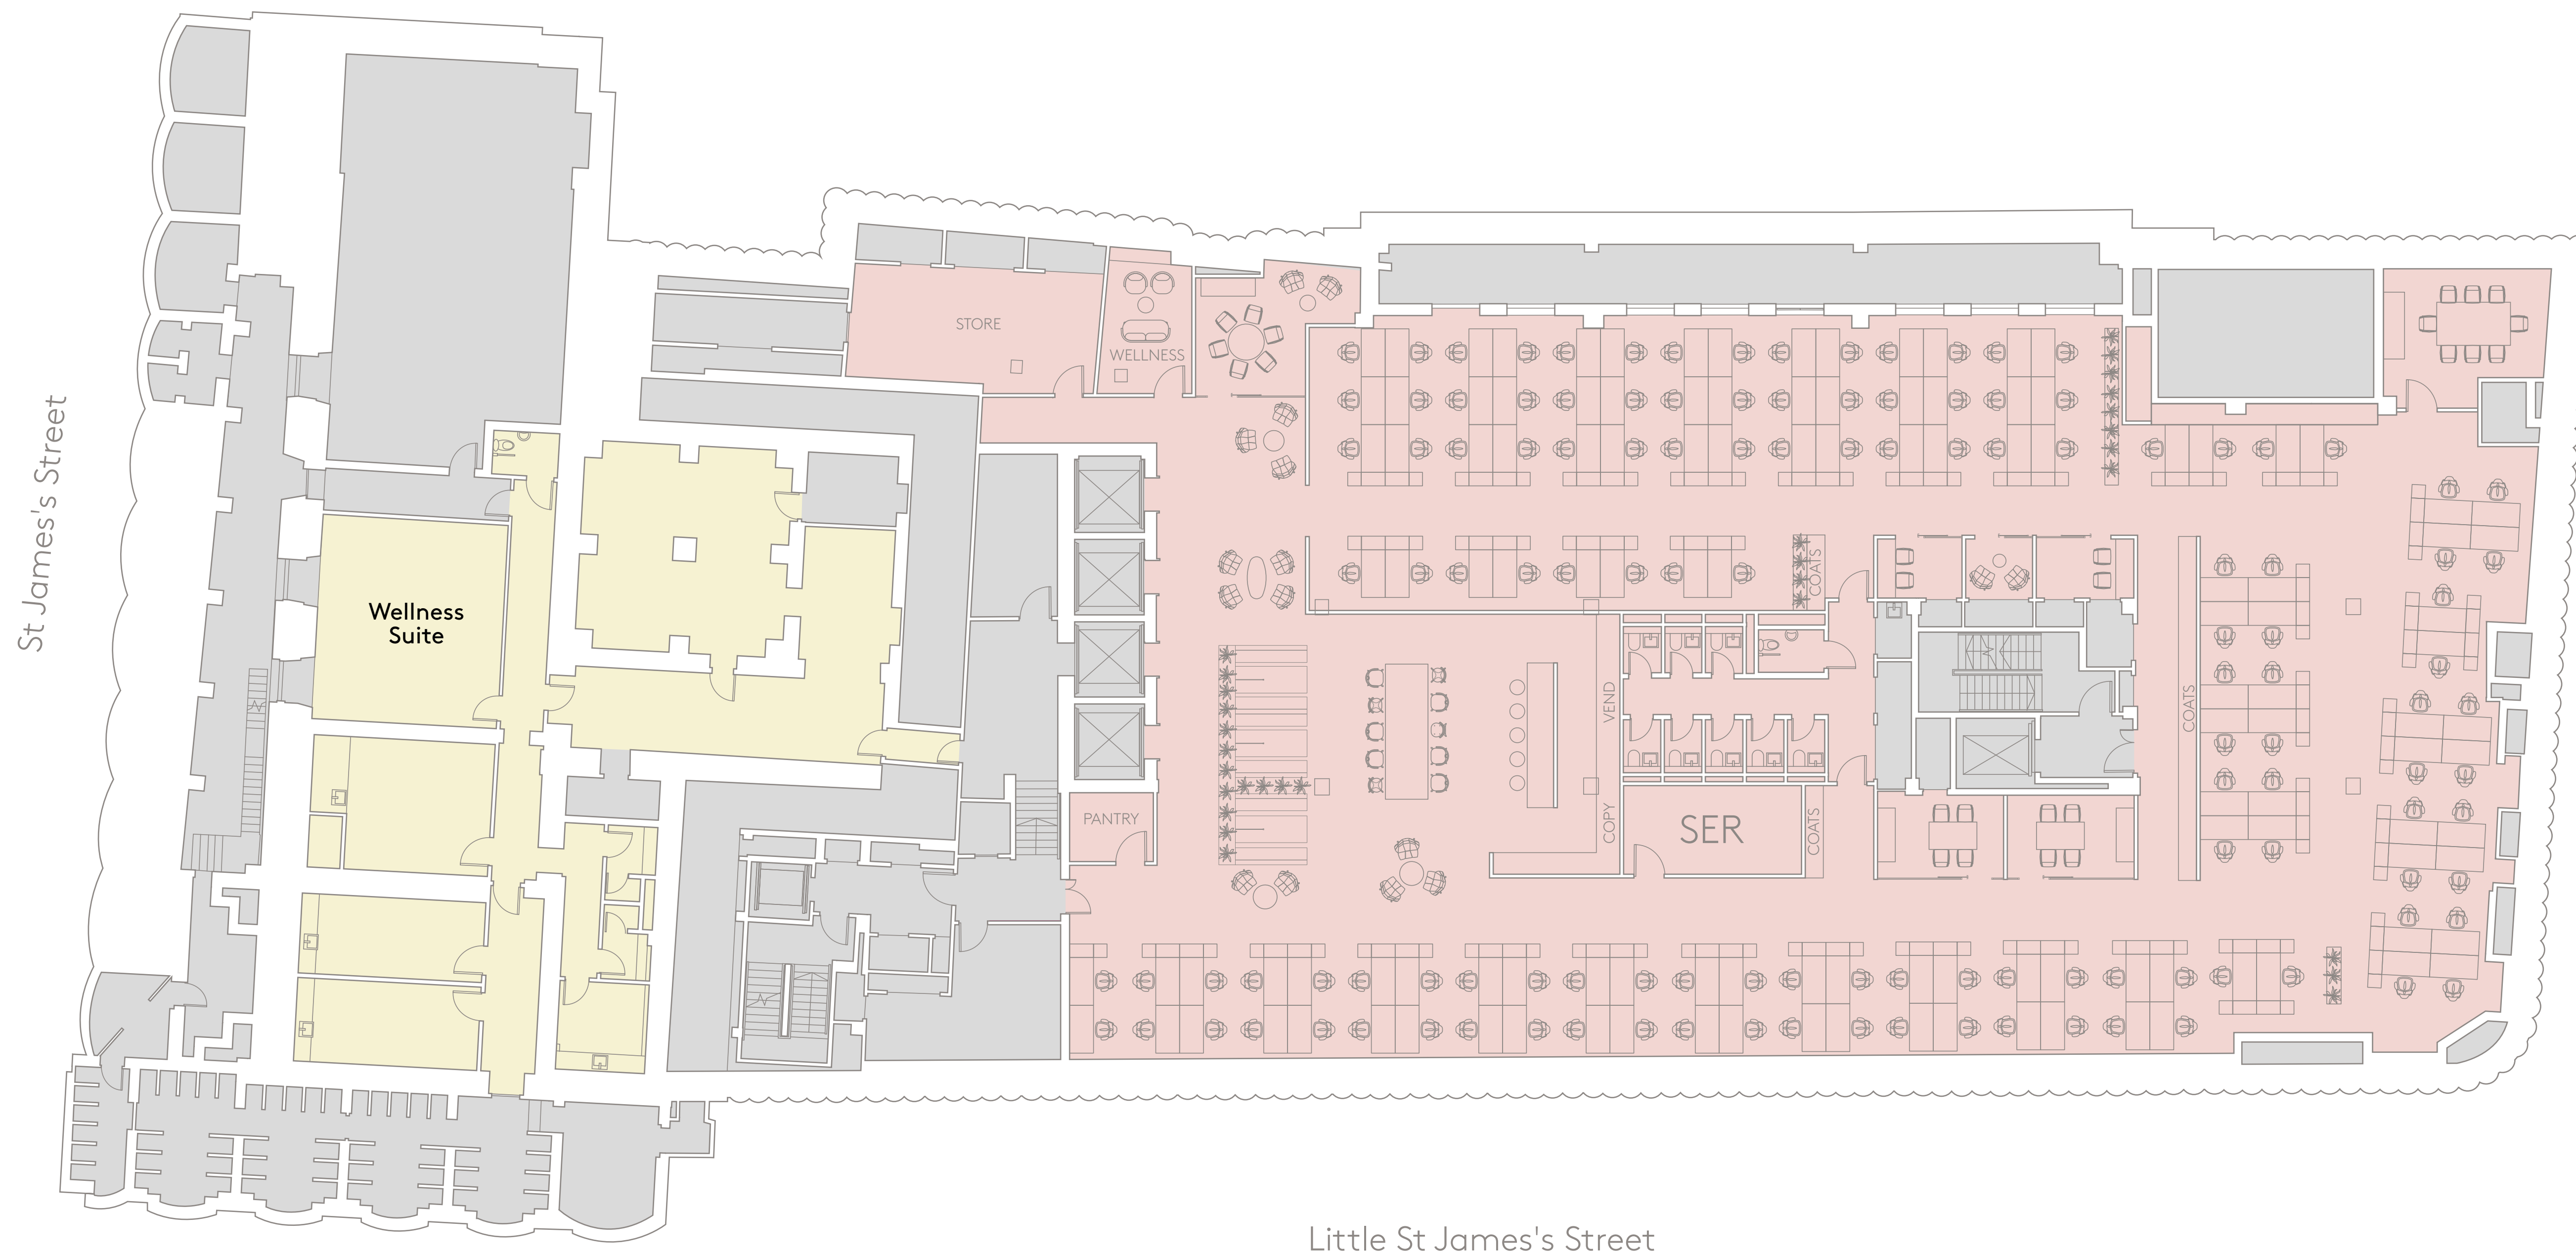 STORE
WELLNESS
St James's Street
Wellness
Suite
COATS
VEND
COATS
PANTRY
COPY
SER
COATS
Little St James's Street